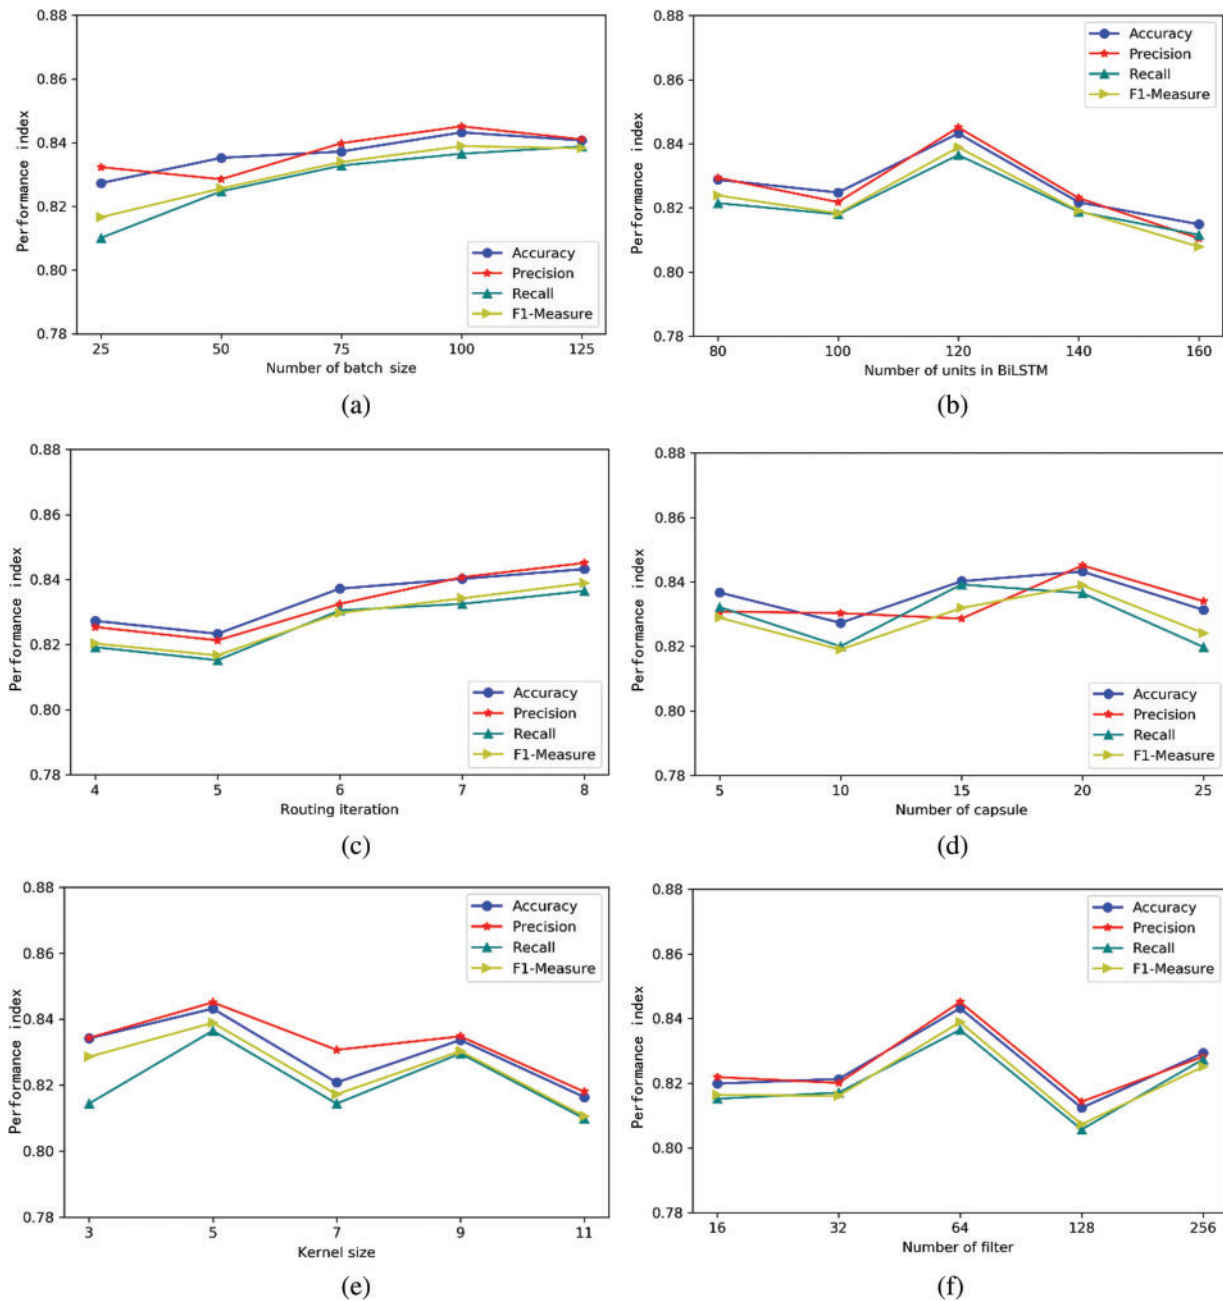 0.88
0.86
0.84
0.82
0.80
0.78
Performance index
25 50 75 100 125
Number of batch size
Accuracy
Precision
Recall
F1-Measure
(a)
0.88
0.86
0.84
0.82
0.80
0.78
Performance index
80 100 120 140 160
Number of units in BiLSTM
Accuracy
Precision
Recall
F1-Measure
(b)
0.88
0.86
0.84
0.82
0.80
0.78
Performance index
4 5 6 7 8
Routing iteration
Accuracy
Precision
Recall
F1-Measure
(c)
0.88
0.86
0.84
0.82
0.80
0.78
Performance index
5 10 15 20 25
Number of capsule
Accuracy
Precision
Recall
F1-Measure
(d)
0.88
0.86
0.84
0.82
0.80
0.78
Performance index
3 5 7 9 11
Kernel size
Accuracy
Precision
Recall
F1-Measure
(e)
0.88
0.86
0.84
0.82
0.80
0.78
Performance index
16 32 64 128 256
Number of filter
Accuracy
Precision
Recall
F1-Measure
(f)